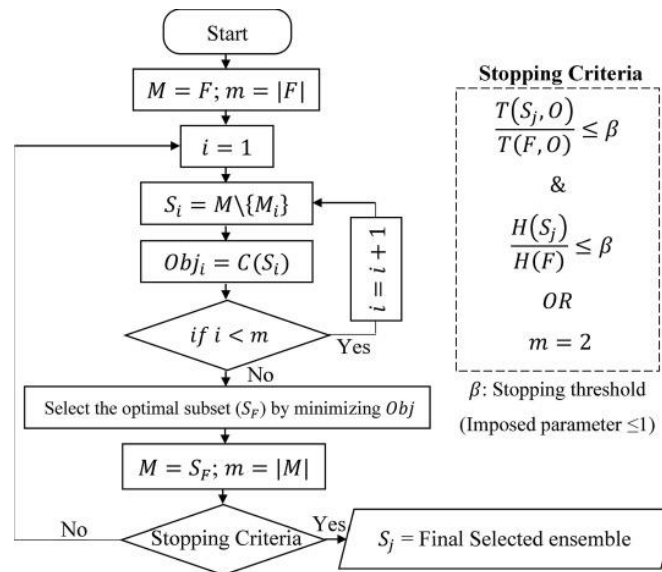 Start
M = F; m = |F|
i = 1
S_i = M\{M_i}
Obj_i = C(S_i)
i = i + 1
if i < m
Yes
No
Select the optimal subset (S_F) by minimizing Obj
M = S_F; m = |M|
Stopping Criteria
No
Yes
S_j = Final Selected ensemble
Stopping Criteria
T(S_j, O)
T(F, O)
≤ β
&
H(S_j)
H(F)
≤ β
OR
m = 2
β: Stopping threshold
(Imposed parameter ≤1)